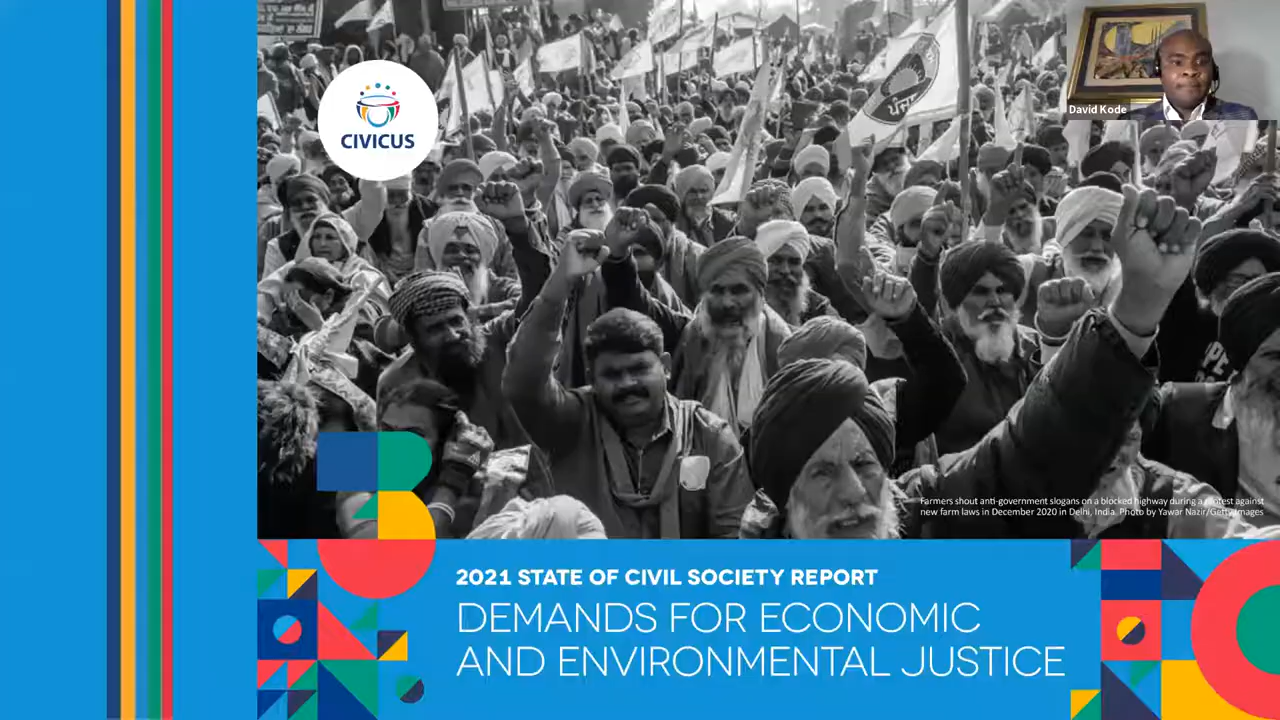 CIVICUS
David Kode
ਪੰਜਾ
Farmers shout anti-government slogans on a blocked highway during a protest against
new farm laws in December 2020 in Delhi, India. Photo by Yawar Nazir/Getty Images
2021 STATE OF CIVIL SOCIETY REPORT
DEMANDS FOR ECONOMIC
AND ENVIRONMENTAL JUSTICE